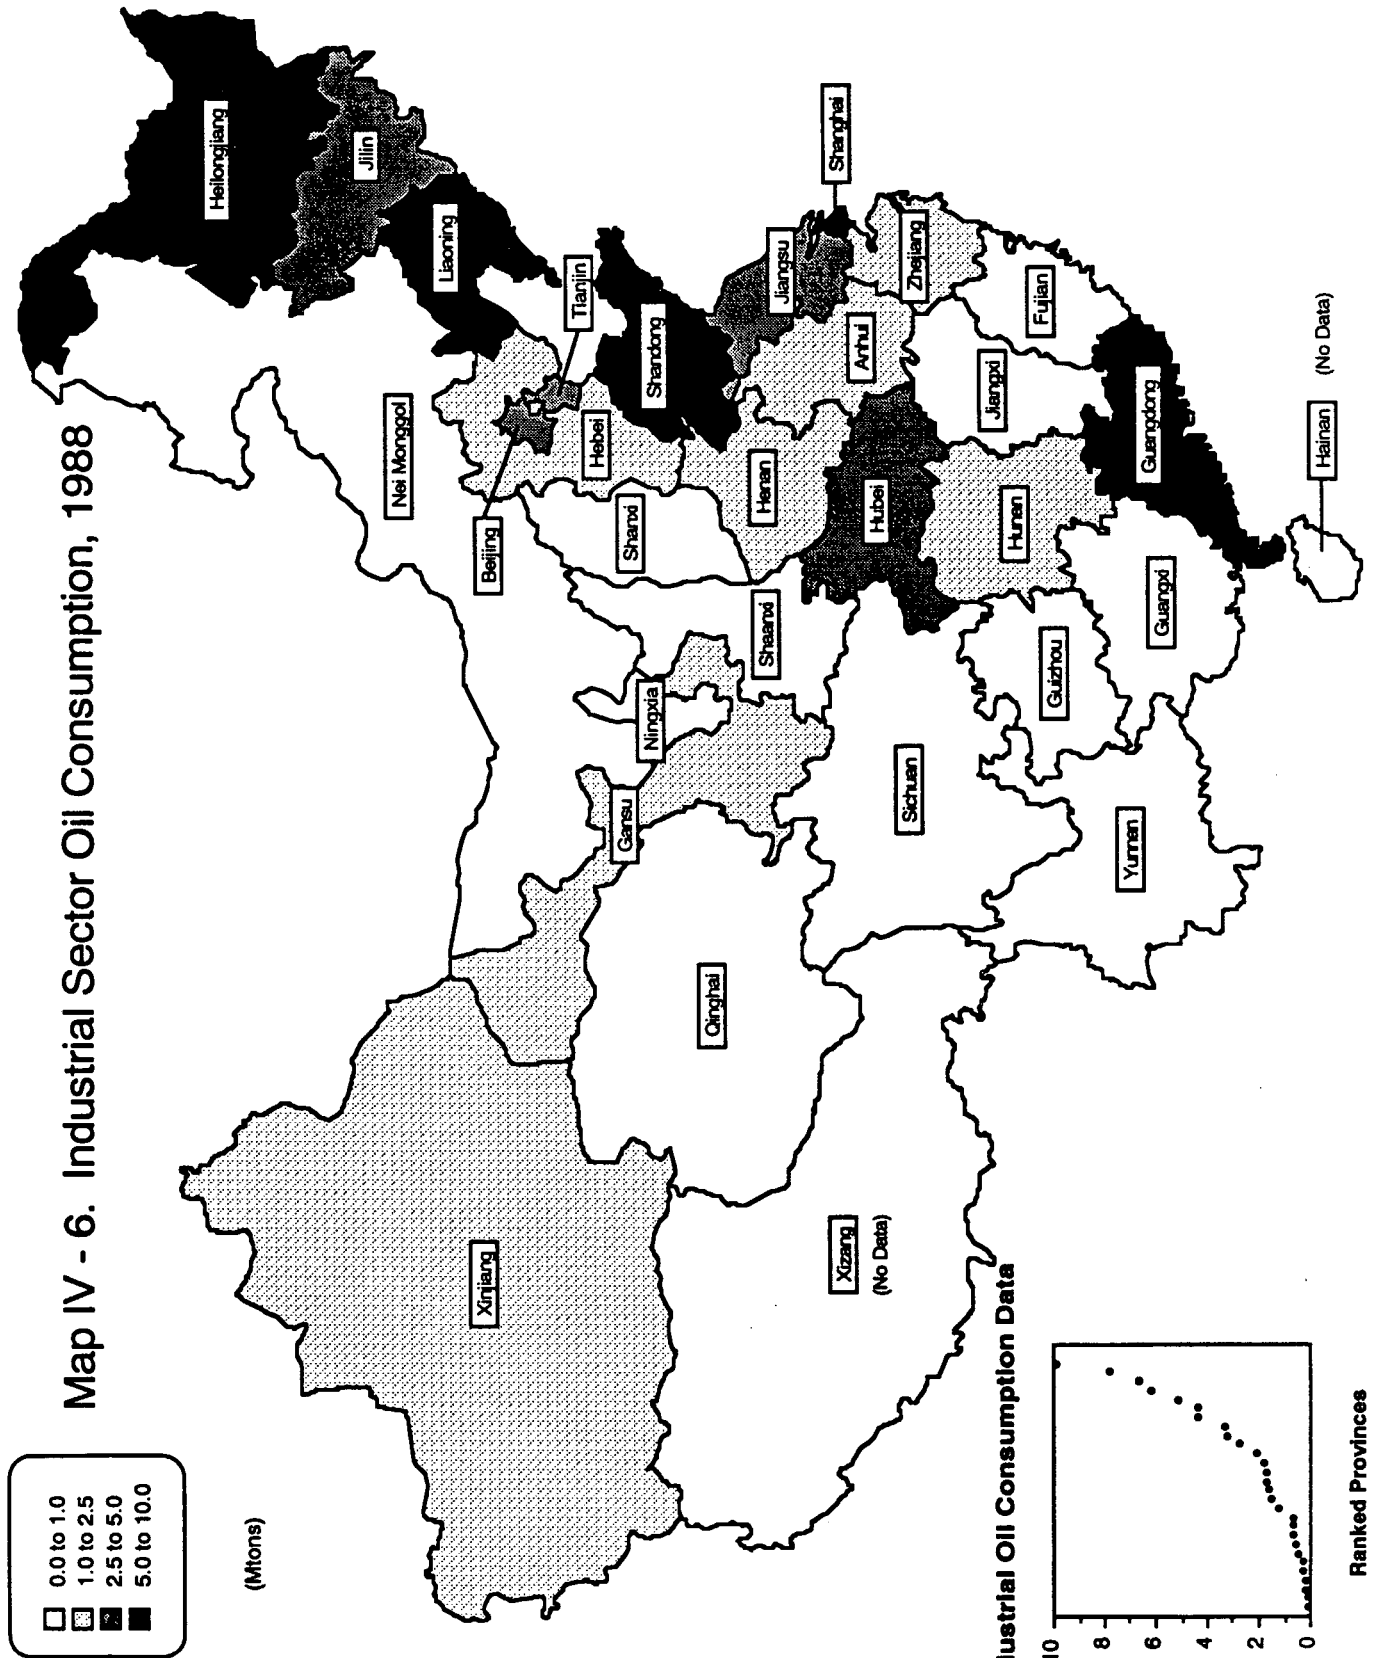 Map IV - 6. Industrial Sector Oil Consumption, 1988
0.0 to 1.0
1.0 to 2.5
2.5 to 5.0
5.0 to 10.0
(Mtons)
Heilongjiang
Jilin
Liaoning
Nei Monggol
Beijing
Tianjin
Hebei
Shanxi
Shandong
Henan
Jiangsu
Shanghai
Anhui
Zhejiang
Hubei
Jiangxi
Fujian
Hunan
Guangdong
Guangxi
Hainan
(No Data)
Guizhou
Yunnan
Sichuan
Shaanxi
Ningxia
Gansu
Qinghai
Xinjiang
Xizang
(No Data)
dustrial Oil Consumption Data
10
8
6
4
2
0
Ranked Provinces